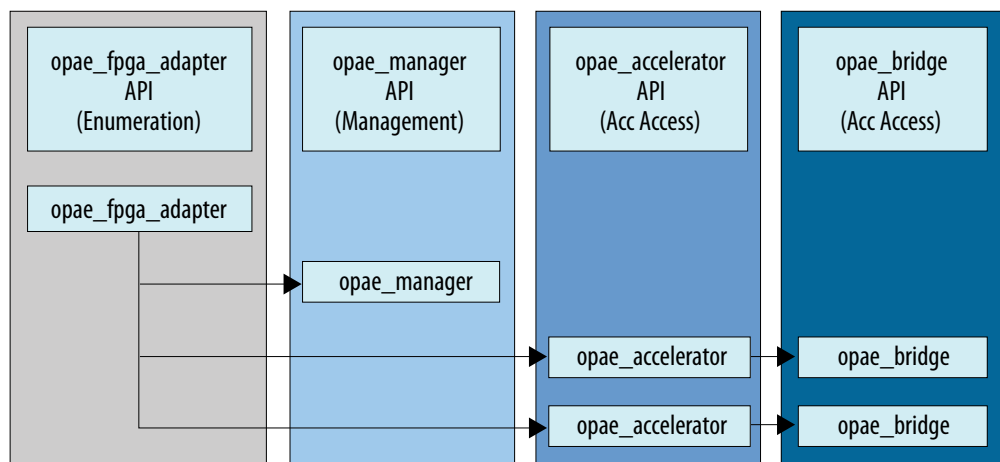 opae_fpga_adapter
API
(Enumeration)
opae_manager
API
(Management)
opae_accelerator
API
(Acc Access)
opae_bridge
API
(Acc Access)
opae_fpga_adapter
opae_manager
opae_accelerator
opae_bridge
opae_accelerator
opae_bridge